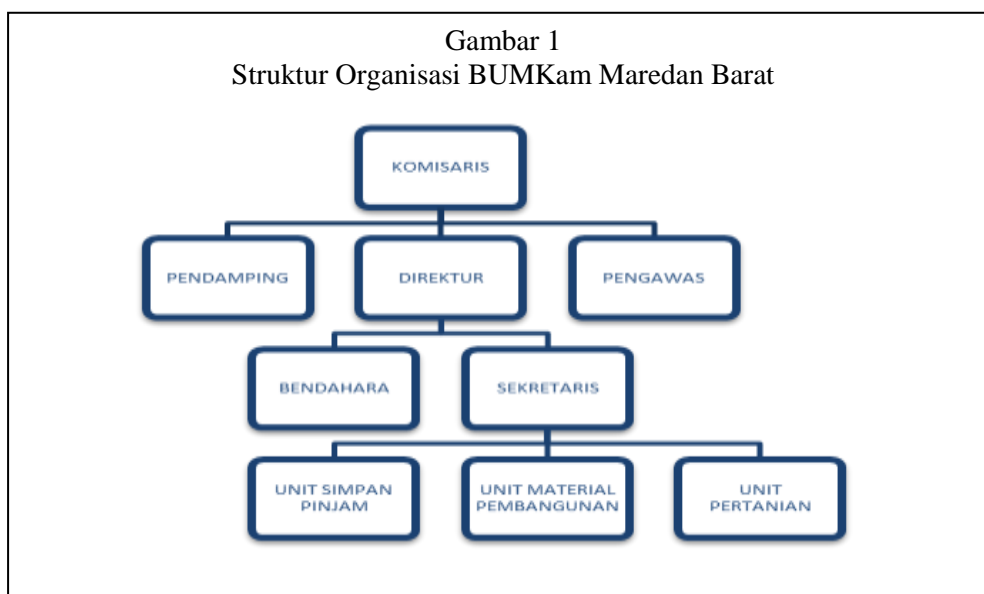 Gambar 1
Struktur Organisasi BUMKam Maredan Barat
KOMISARIS
PENDAMPING
DIREKTUR
PENGAWAS
BENDAHARA
SEKRETARIS
UNIT SIMPAN
PINJAM
UNIT MATERIAL
PEMBANGUNAN
UNIT
PERTANIAN